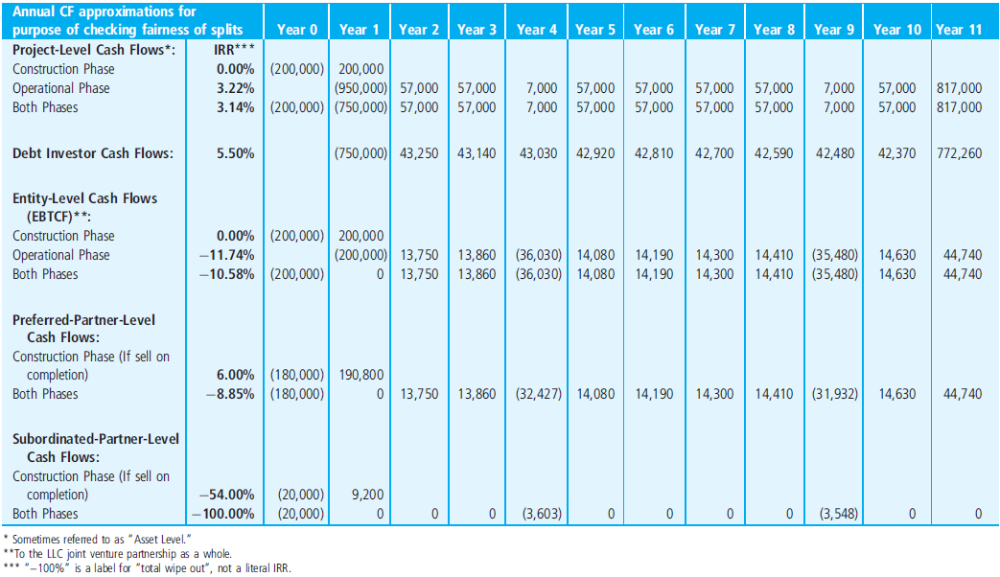 Annual CF approximations for
purpose of checking fairness of splits Year 0 Year 1 Year 2 Year 3 Year 4 Year 5 Year 6 Year 7 Year 8 Year 9 Year 10 Year 11
Project-Level Cash Flows*: IRR***
Construction Phase 0.00% (200,000) 200,000
Operational Phase 3.22% (950,000) 57,000 57,000 7,000 57,000 57,000 57,000 57,000 7,000 57,000 817,000
Both Phases 3.14% (200,000) (750,000) 57,000 57,000 7,000 57,000 57,000 57,000 57,000 7,000 57,000 817,000
Debt Investor Cash Flows: 5.50% (750,000) 43,250 43,140 43,030 42,920 42,810 42,700 42,590 42,480 42,370 772,260
Entity-Level Cash Flows
(EBTCF)**:
Construction Phase 0.00% (200,000) 200,000
Operational Phase −11.74% (200,000) 13,750 13,860 (36,030) 14,080 14,190 14,300 14,410 (35,480) 14,630 44,740
Both Phases −10.58% (200,000) 0 13,750 13,860 (36,030) 14,080 14,190 14,300 14,410 (35,480) 14,630 44,740
Preferred-Partner-Level
Cash Flows:
Construction Phase (If sell on
completion) 6.00% (180,000) 190,800
Both Phases −8.85% (180,000) 0 13,750 13,860 (32,427) 14,080 14,190 14,300 14,410 (31,932) 14,630 44,740
Subordinated-Partner-Level
Cash Flows:
Construction Phase (If sell on
completion) −54.00% (20,000) 9,200
Both Phases −100.00% (20,000) 0 0 0 (3,603) 0 0 0 0 (3,548) 0 0
* Sometimes referred to as "Asset Level."
**To the LLC joint venture partnership as a whole.
*** "−100%" is a label for "total wipe out", not a literal IRR.